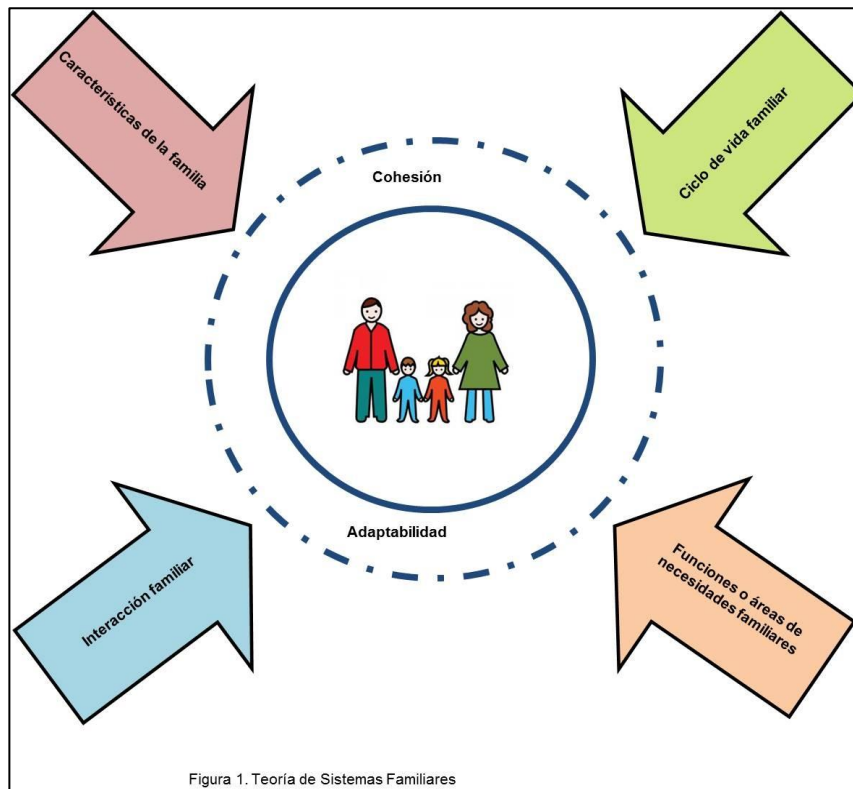 Características de la familia
Ciclo de vida familiar
Cohesión
Adaptabilidad
Interacción familiar
Funciones o áreas de
necesidades familiares
Figura 1. Teoría de Sistemas Familiares